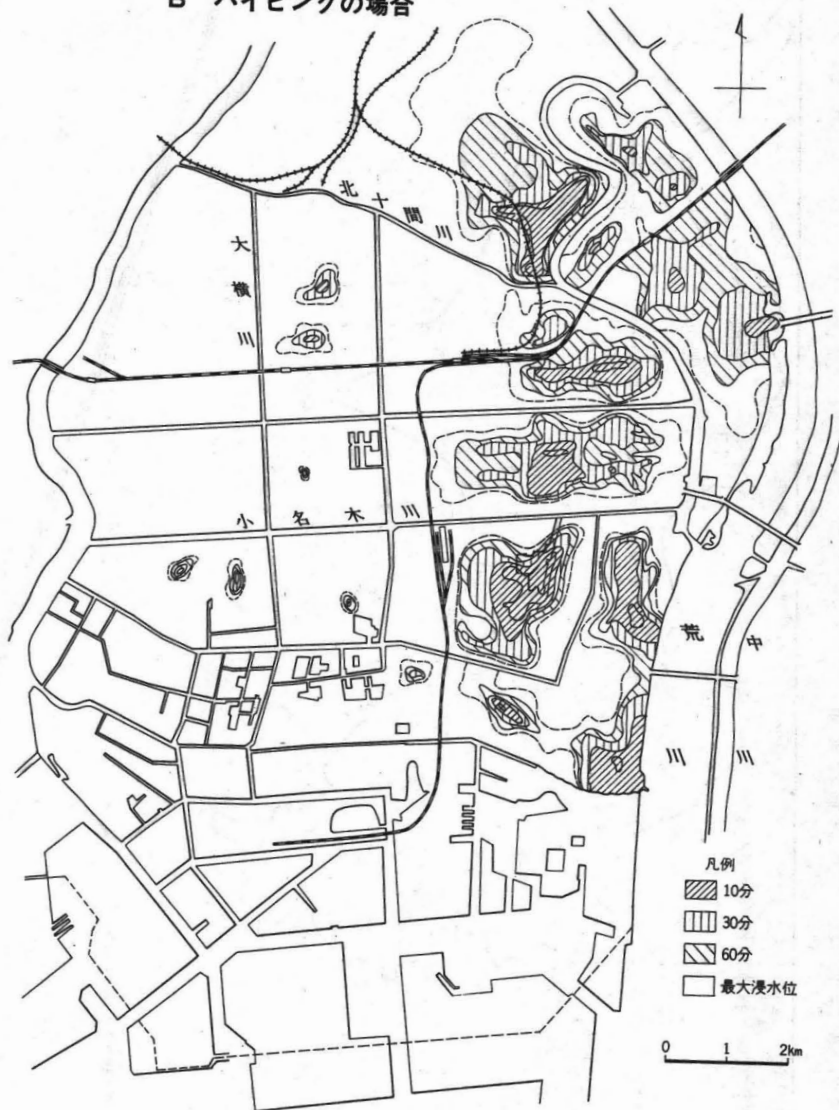 B パイピングの場合
北十間川
大横川
小名木川
荒川
中川
凡例
10分
30分
60分
最大浸水位
0 1 2km